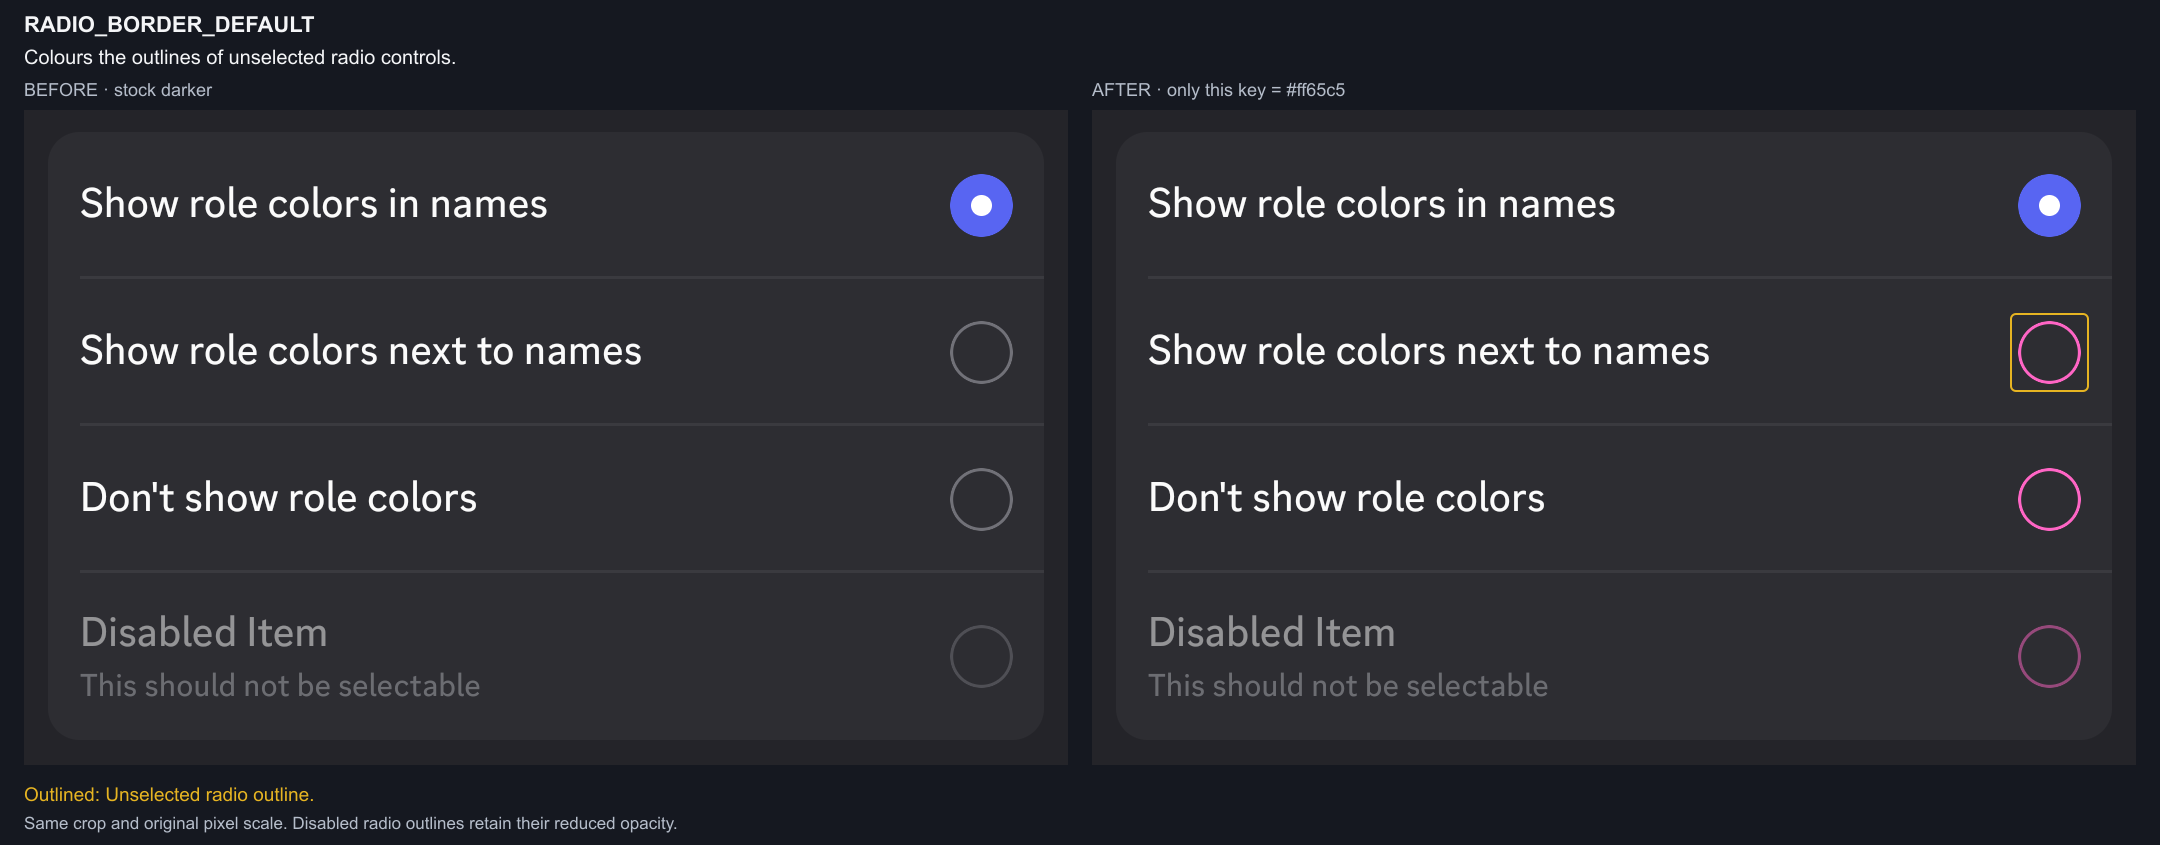 RADIO_BORDER_DEFAULT
Colours the outlines of unselected radio controls.
BEFORE · stock darker
Show role colors in names
Show role colors next to names
Don't show role colors
Disabled Item
This should not be selectable
AFTER · only this key = #ff65c5
Show role colors in names
Show role colors next to names
Don't show role colors
Disabled Item
This should not be selectable
Outlined: Unselected radio outline.
Same crop and original pixel scale. Disabled radio outlines retain their reduced opacity.